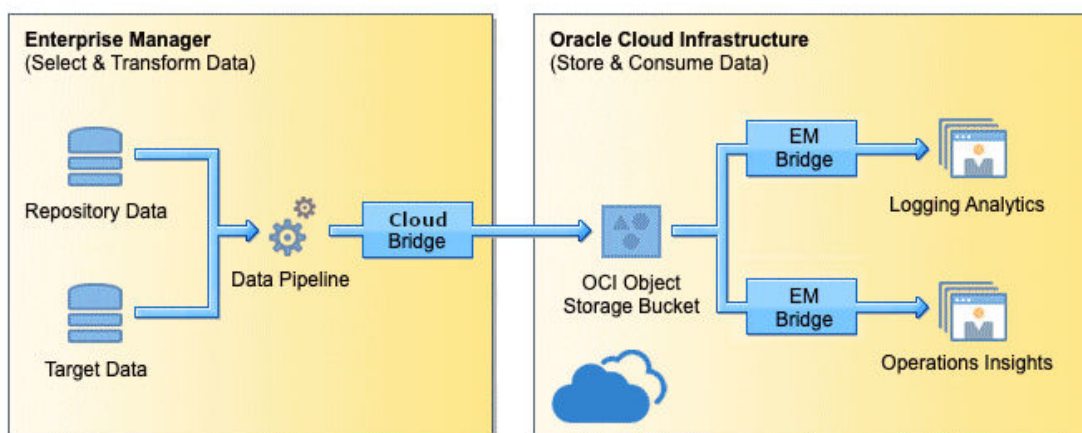 Enterprise Manager
(Select & Transform Data)
Repository Data
Target Data
Data Pipeline
Cloud
Bridge
Oracle Cloud Infrastructure
(Store & Consume Data)
OCI Object
Storage Bucket
EM
Bridge
Logging Analytics
EM
Bridge
Operations Insights